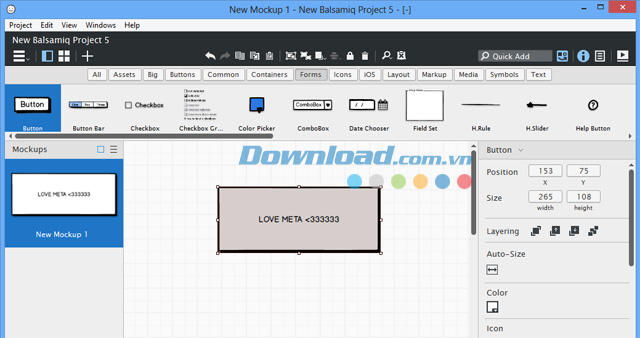 New Mockup 1 - New Balsamiq Project 5 - [-]
Project Edit View Windows Help
New Balsamiq Project 5
Quick Add
All Assets Big Buttons Common Containers Forms Icons iOS Layout Markup Media Symbols Text
Button One Two Three Checkbox ComboBox / /
Button Button Bar Checkbox Checkbox Gr... Color Picker ComboBox Date Chooser Field Set H.Rule H.Slider Help Button
Mockups
Button
Download.com.vn
Position 153 75
X Y
Size 265 108
width height
LOVE META <333333
LOVE META <333333
New Mockup 1
Layering
Auto-Size
Color
Icon